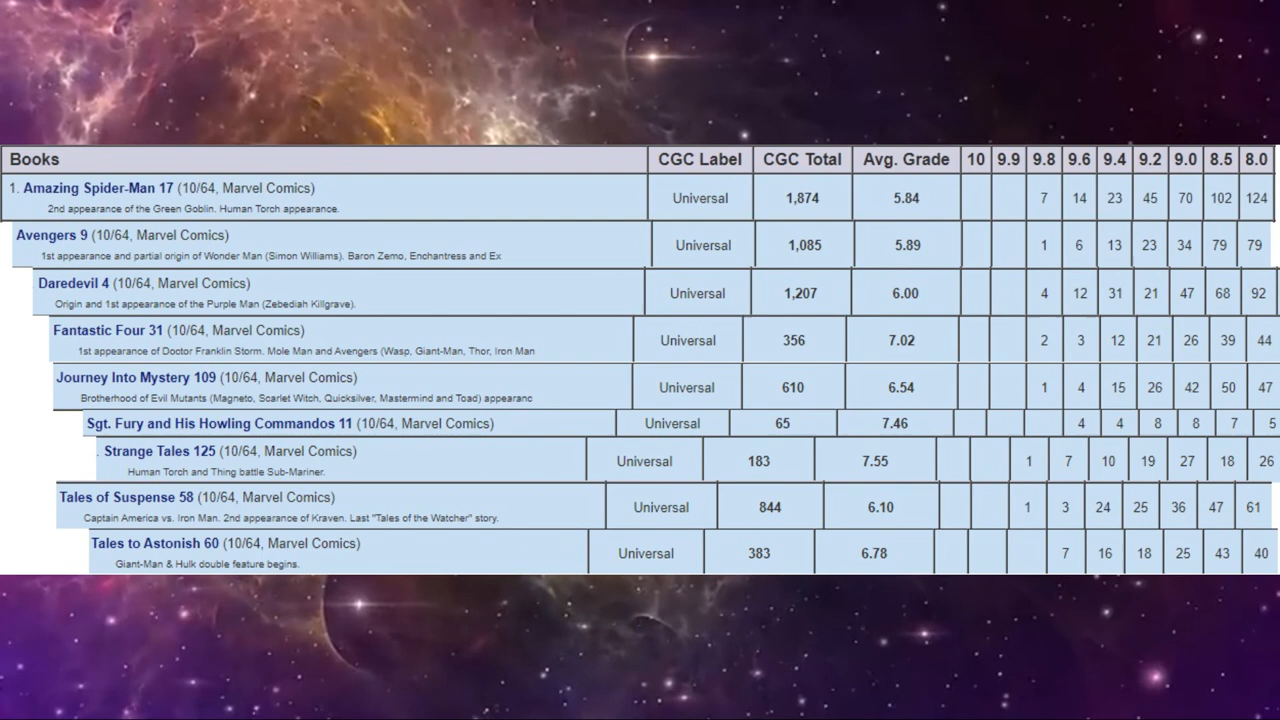 Books CGC Label CGC Total Avg. Grade 10 9.9 9.8 9.6 9.4 9.2 9.0 8.5 8.0
1. Amazing Spider-Man 17 (10/64, Marvel Comics) Universal 1,874 5.84 7 14 23 45 70 102 124
2nd appearance of the Green Goblin. Human Torch appearance.
Avengers 9 (10/64, Marvel Comics) Universal 1,085 5.89 1 6 13 23 34 79 79
1st appearance and partial origin of Wonder Man (Simon Williams). Baron Zemo, Enchantress and Ex
Daredevil 4 (10/64, Marvel Comics) Universal 1,207 6.00 4 12 31 21 47 68 92
Origin and 1st appearance of the Purple Man (Zebediah Killgrave).
Fantastic Four 31 (10/64, Marvel Comics) Universal 356 7.02 2 3 12 21 26 39 44
1st appearance of Doctor Franklin Storm. Mole Man and Avengers (Wasp, Giant-Man, Thor, Iron Man
Journey Into Mystery 109 (10/64, Marvel Comics) Universal 610 6.54 1 4 15 26 42 50 47
Brotherhood of Evil Mutants (Magneto, Scarlet Witch, Quicksilver, Mastermind and Toad) appearanc
Sgt. Fury and His Howling Commandos 11 (10/64, Marvel Comics) Universal 65 7.46 4 4 8 8 7 5
. Strange Tales 125 (10/64, Marvel Comics) Universal 183 7.55 1 7 10 19 27 18 26
Human Torch and Thing battle Sub-Mariner.
Tales of Suspense 58 (10/64, Marvel Comics) Universal 844 6.10 1 3 24 25 36 47 61
Captain America vs. Iron Man. 2nd appearance of Kraven. Last "Tales of the Watcher" story.
Tales to Astonish 60 (10/64, Marvel Comics) Universal 383 6.78 7 16 18 25 43 40
Giant-Man & Hulk double feature begins.